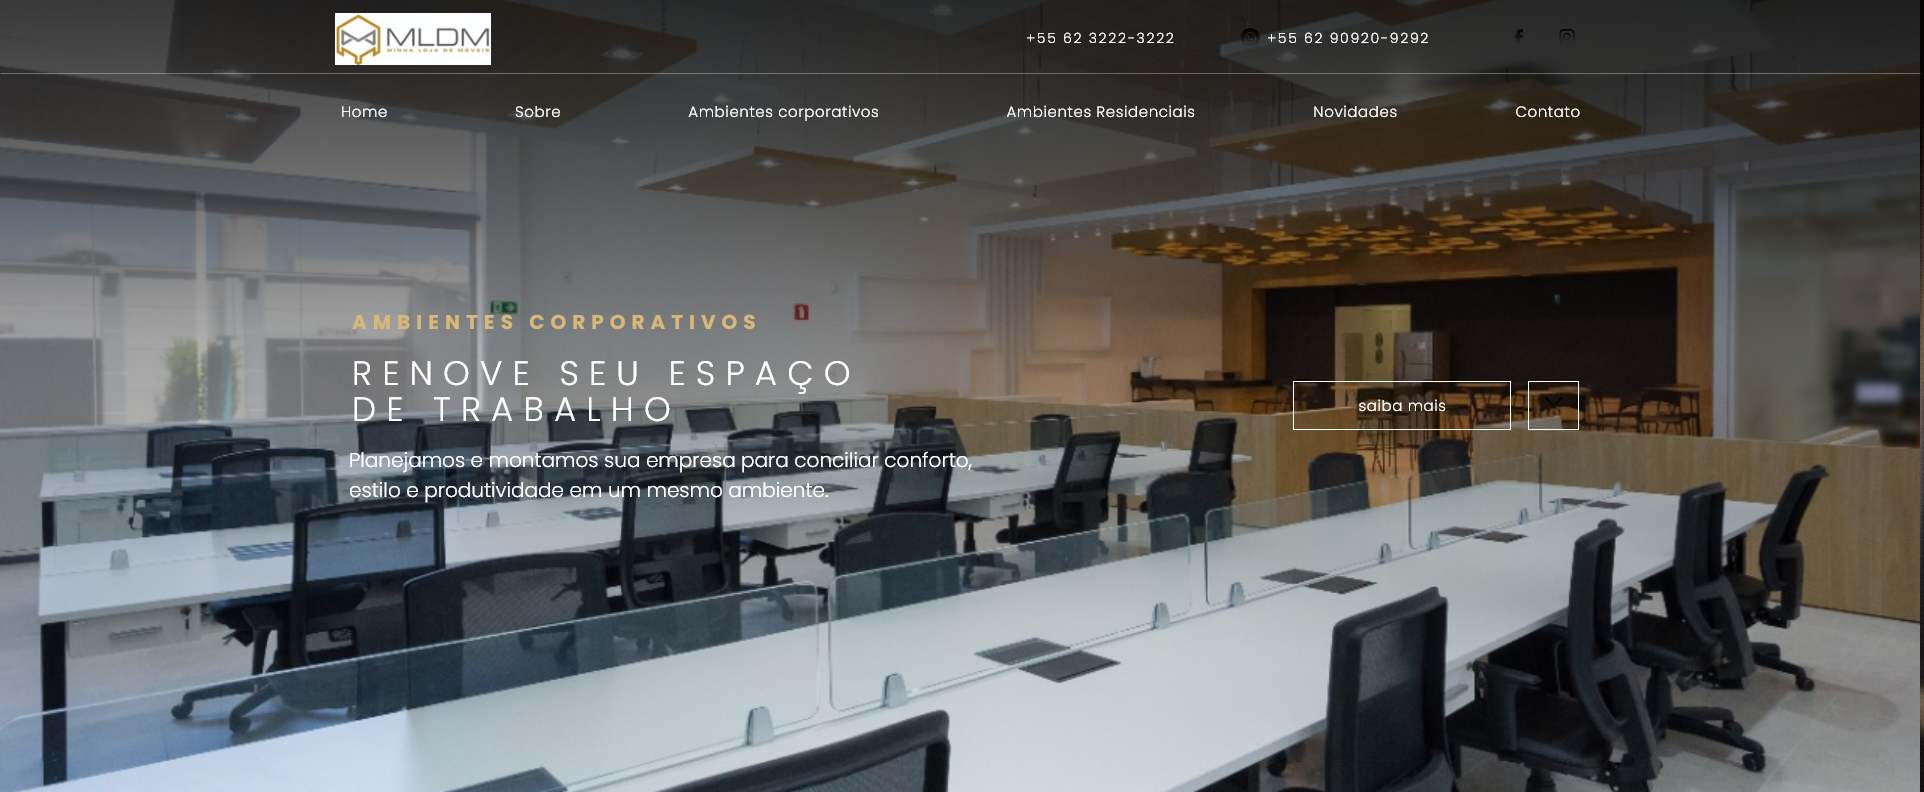 MLDM
MINHA LOJA DE MÓVEIS
+55 62 3222-3222
+55 62 90920-9292
Home
Sobre
Ambientes corporativos
Ambientes Residenciais
Novidades
Contato
AMBIENTES CORPORATIVOS
RENOVE SEU ESPAÇO
DE TRABALHO
saiba mais
Planejamos e montamos sua empresa para conciliar conforto,
estilo e produtividade em um mesmo ambiente.